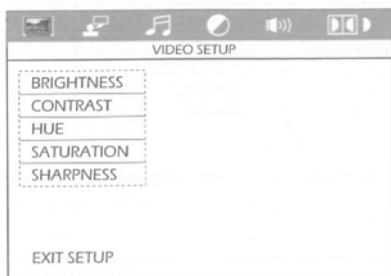 VIDEO SETUP
BRIGHTNESS
CONTRAST
HUE
SATURATION
SHARPNESS
EXIT SETUP